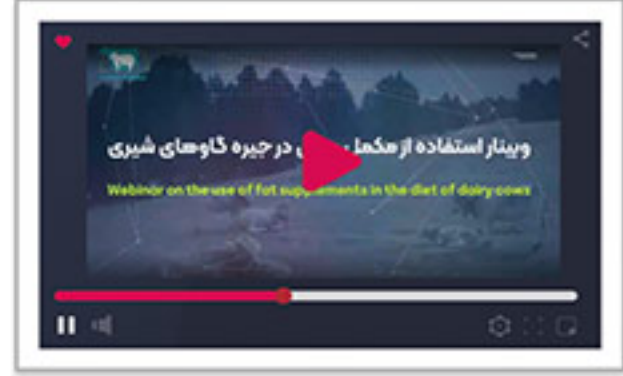 وبینار استفاده از مکمل ی در جیره گاوهای شیری
Webinar on the use of fat supplements in the diet of dairy cows